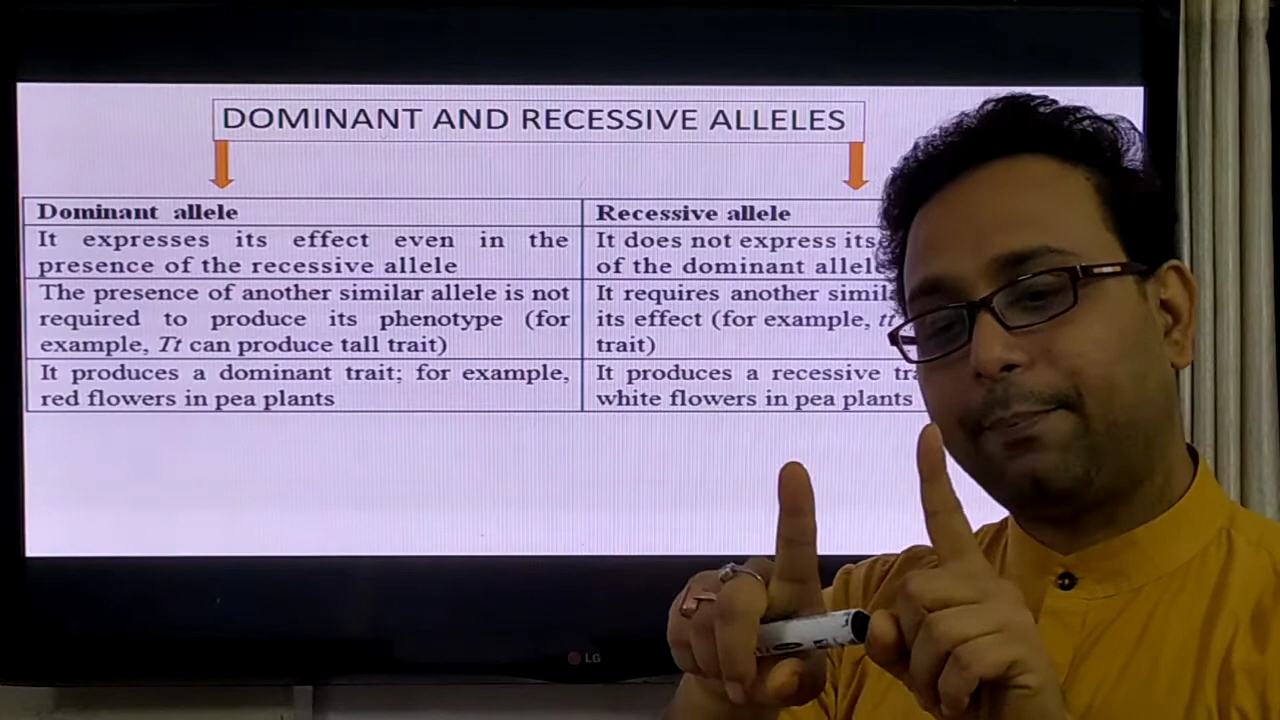 DOMINANT AND RECESSIVE ALLELES
Dominant allele
Recessive allele
It expresses its effect even in the
presence of the recessive allele
It does not express its
of the dominant allele
The presence of another similar allele is not
required to produce its phenotype (for
example, Tt can produce tall trait)
It requires another
its effect (for example, tt
trait)
It produces a dominant trait; for example,
red flowers in pea plants
It produces a recessive
white flowers in pea plants
LG